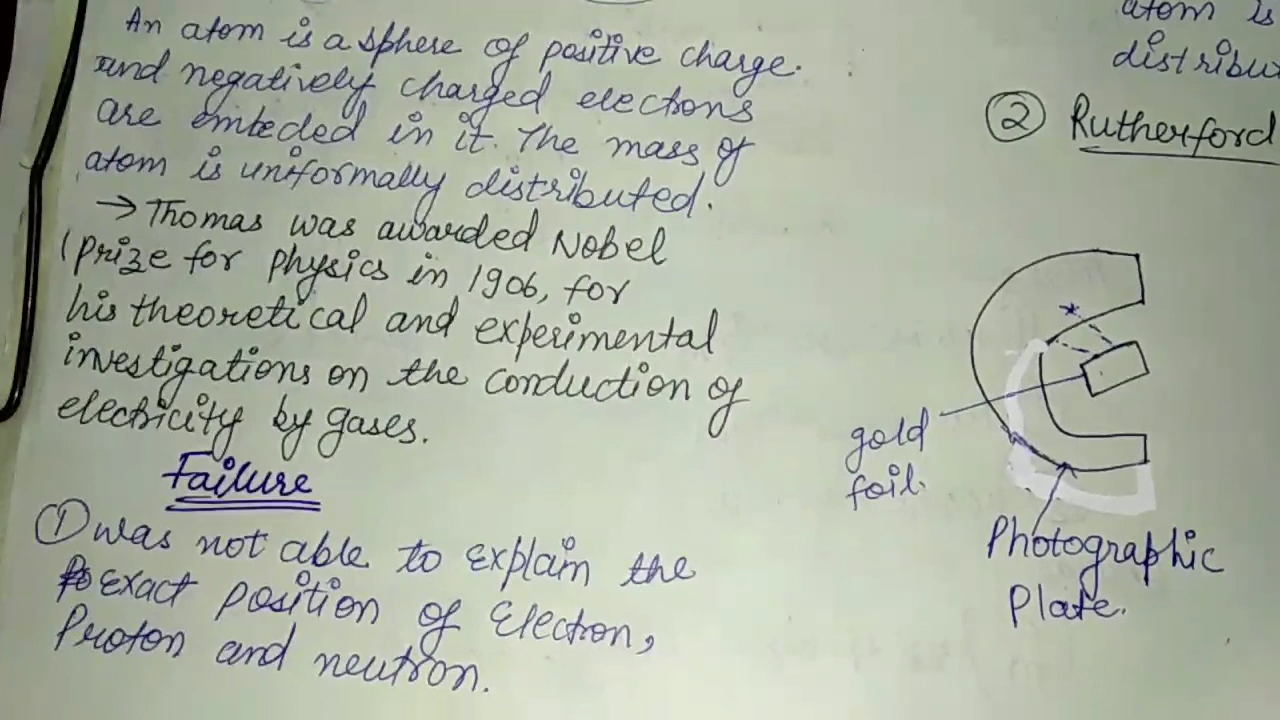 An atom is a sphere of positive charge.
and negatively charged electons
are embeded in it. The mass of
atom is uniformally distributed.
→ Thomas was awarded Nobel
prize for physics in 1906, for
his theoretical and experimental
investigations on the conduction of
electricity by gases.
Failure
① was not able to explain the
exact position of Electron,
Proton and neutron.
atom is
distribu
② Rutherford
gold
foil.
Photographic
Plate.